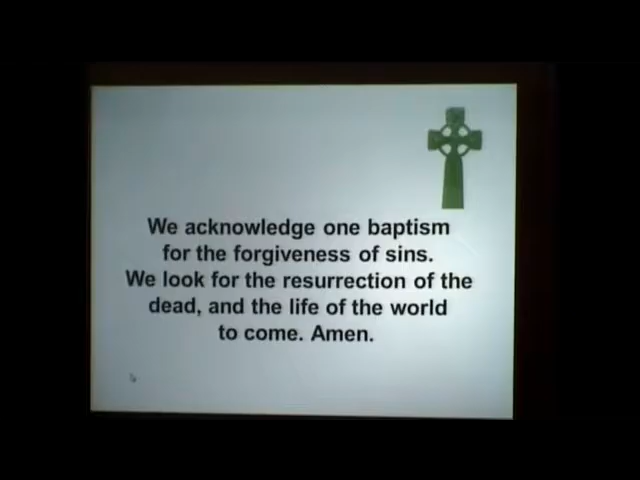 We acknowledge one baptism
for the forgiveness of sins.
We look for the resurrection of the
dead, and the life of the world
to come. Amen.